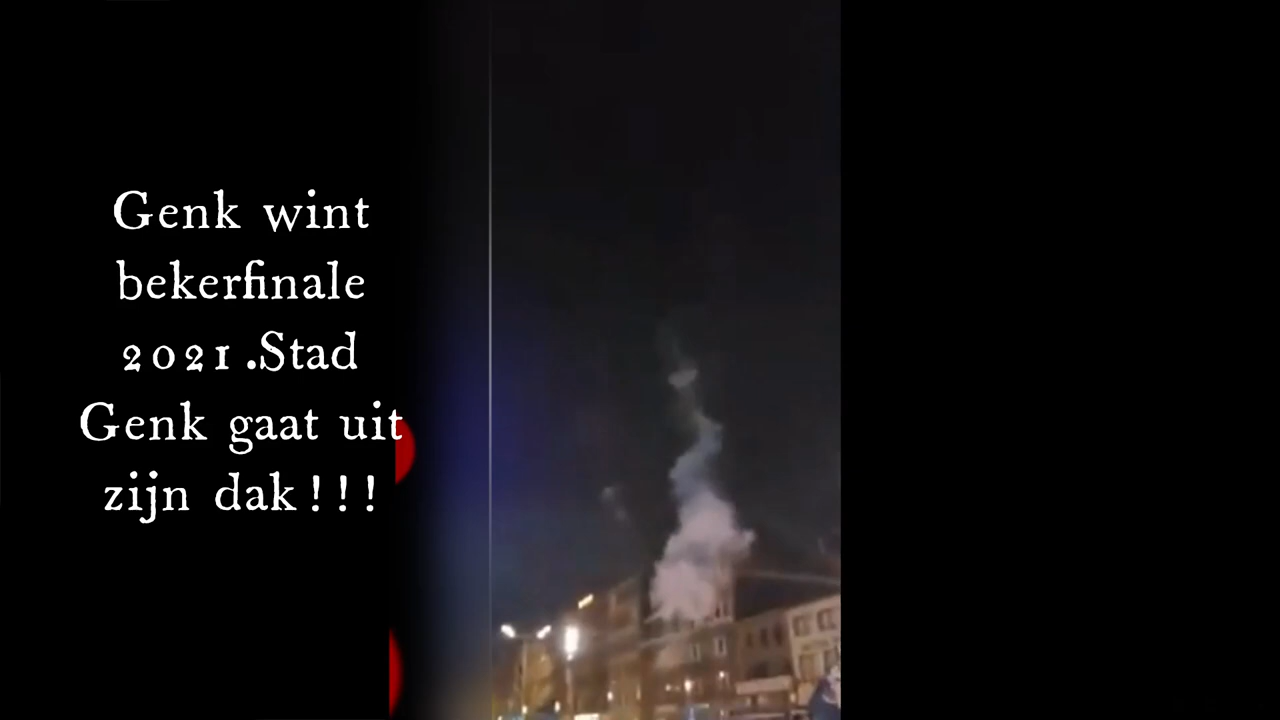 Genk wint
bekerfinale
2021.Stad
Genk gaat uit
zijn dak!!!